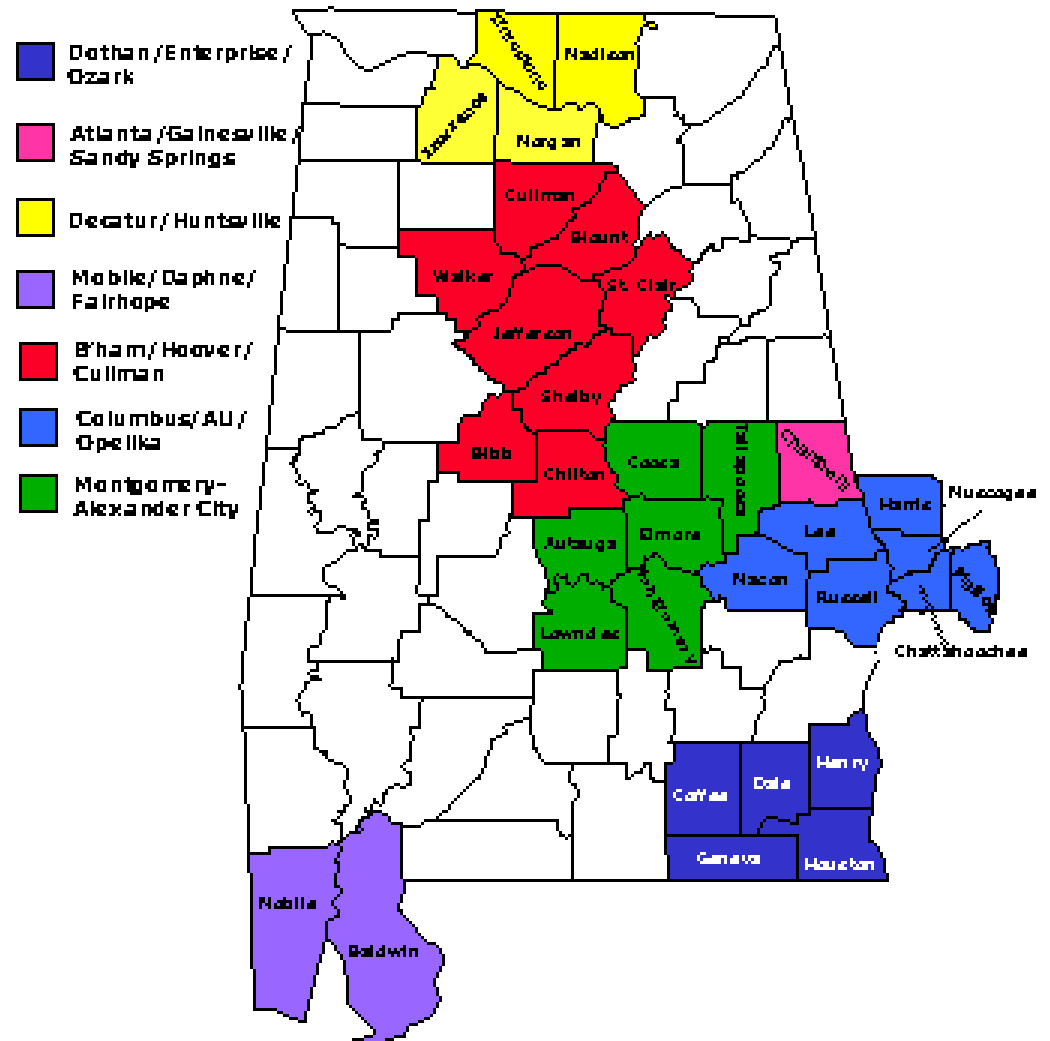 Dothan/Enterprise/
Ozark
Atlanta/Gainesville/
Sandy Springs
Decatur/Huntsville
Mobile/Daphne/
Fairhope
B'ham/Hoover/
Cullman
Columbus/AU/
Opelika
Montgomery-
Alexander City
Limestone
Madison
Lawrence
Morgan
Cullman
Blount
Walker
St. Clair
Jefferson
Shelby
Bibb
Chilton
Coosa
Tallapoosa
Chambers
Harris
Muscogee
Autauga
Elmore
Lee
Macon
Russell
Lowndes
Montgomery
Chattahoochee
Henry
Coffee
Dale
Geneva
Houston
Mobile
Baldwin